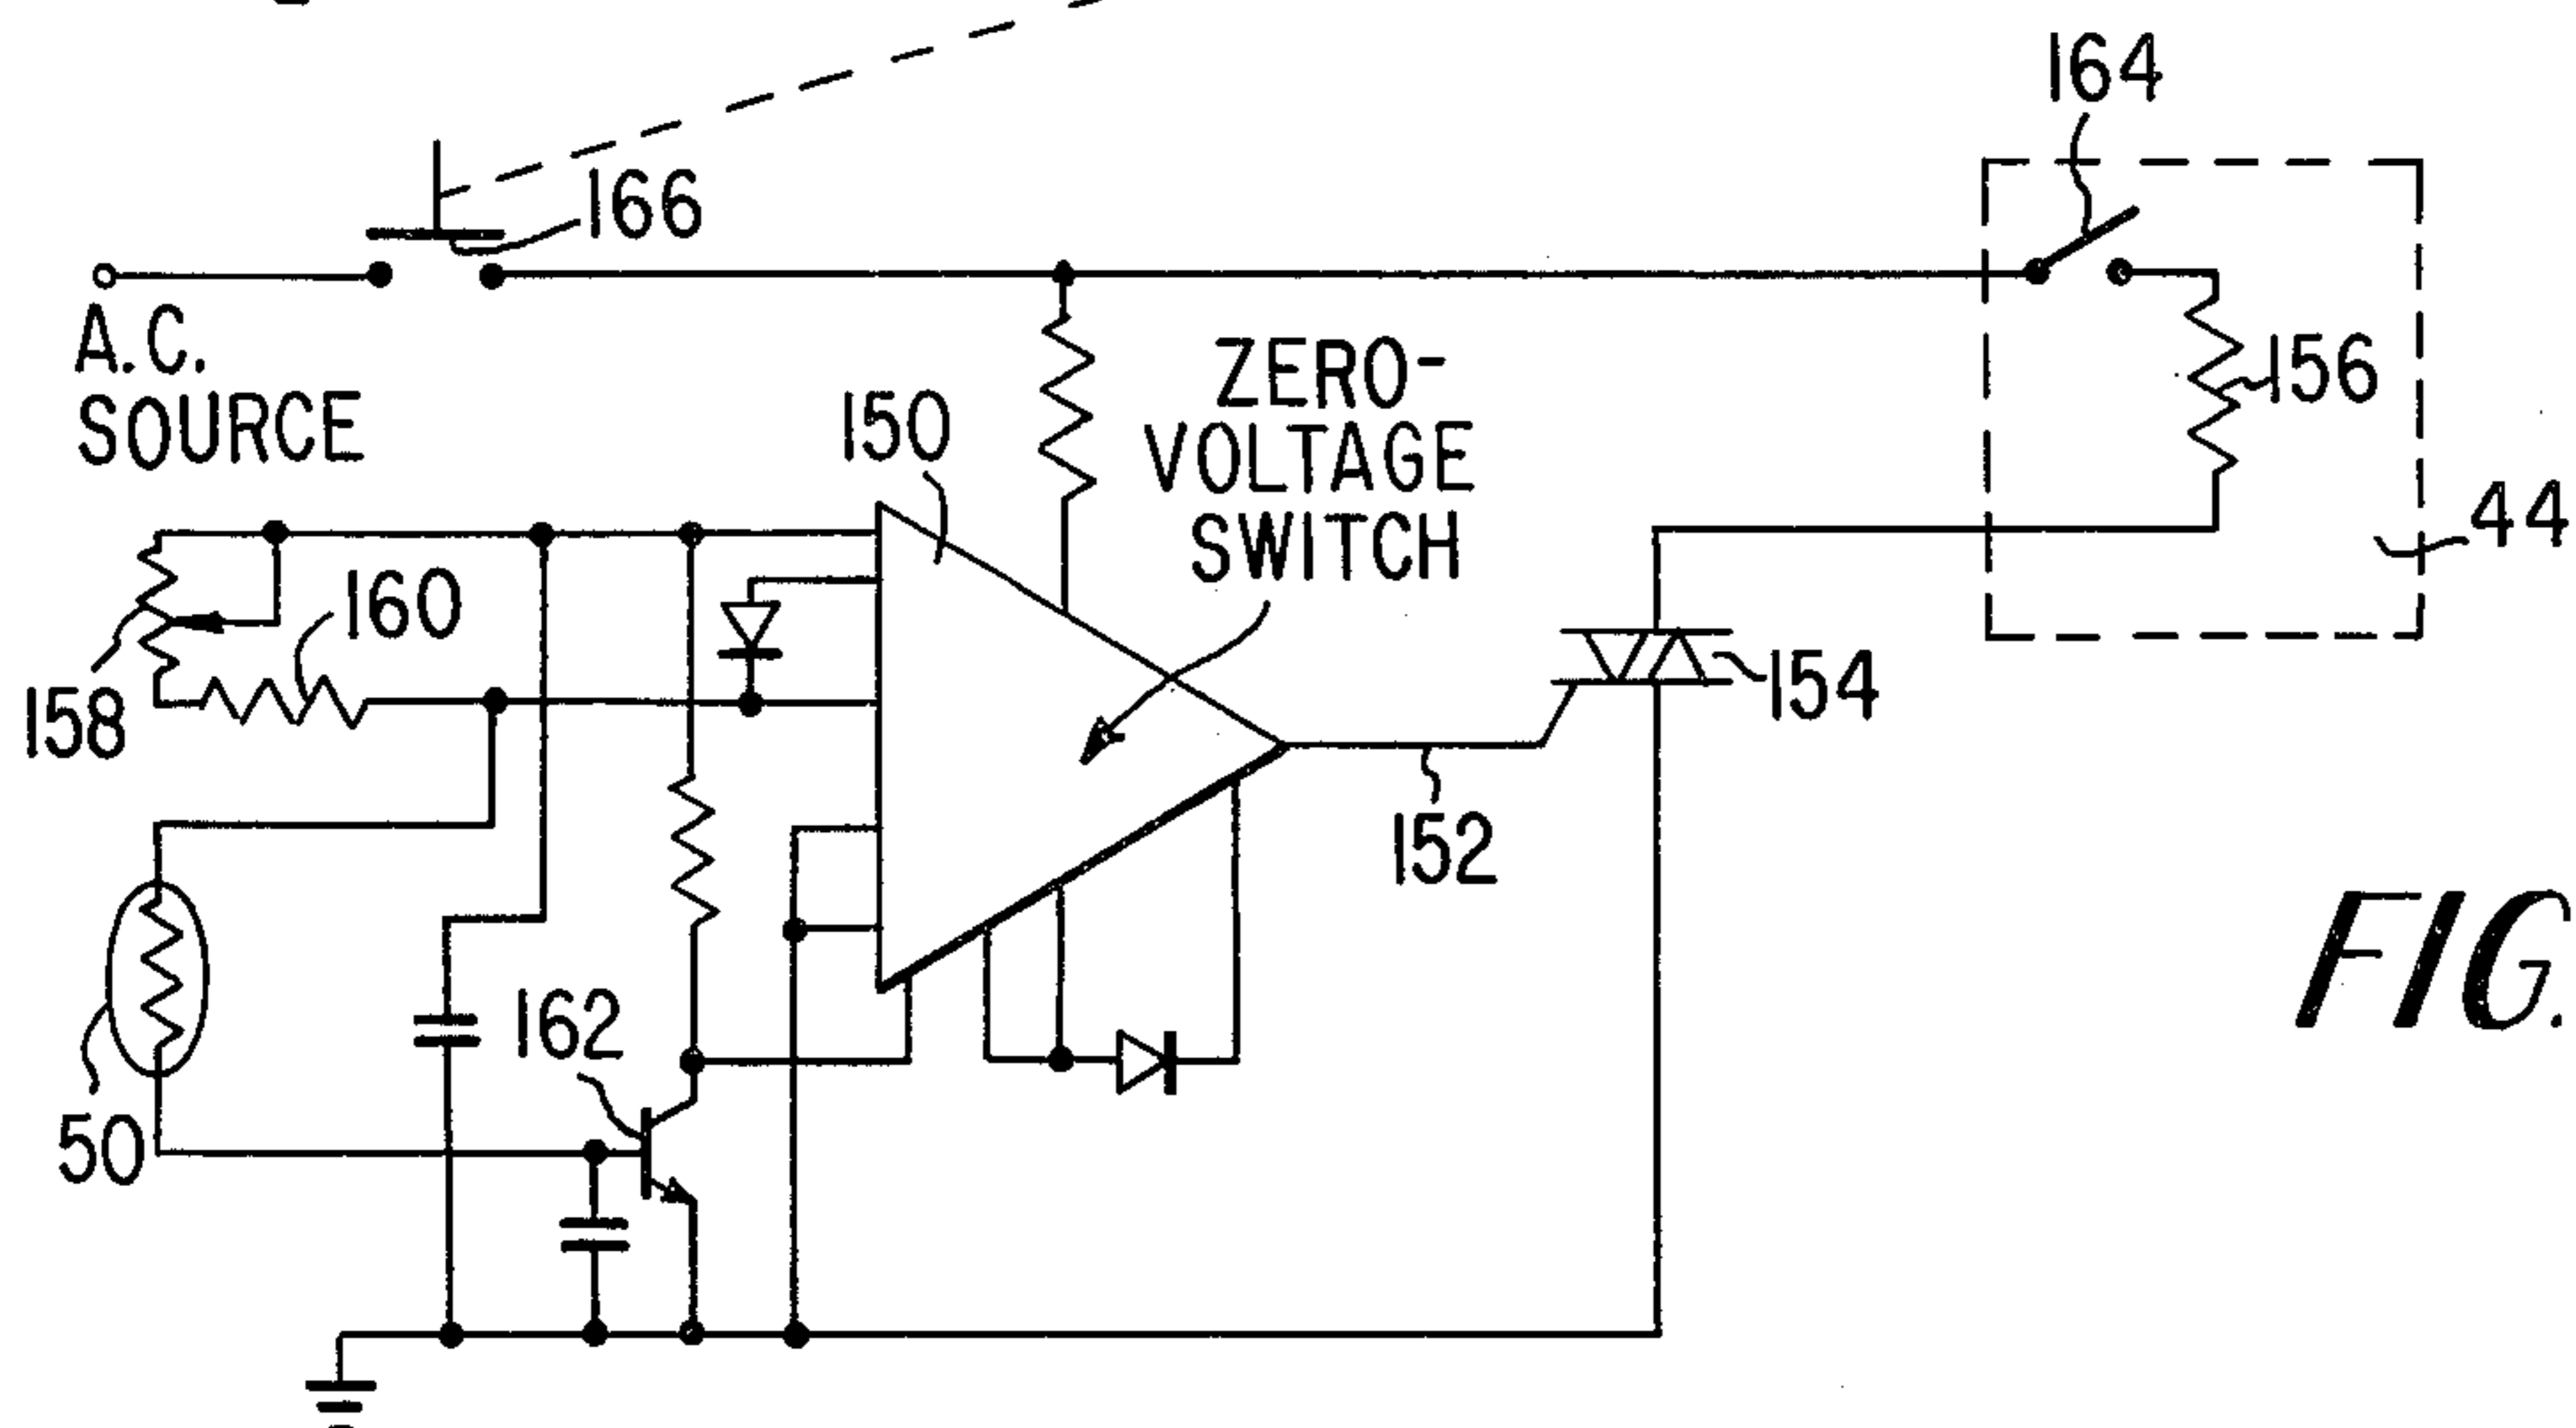 164
166
A.C.
SOURCE
150
ZERO-
VOLTAGE
SWITCH
156
44
160
158
154
152
162
50
FIG.